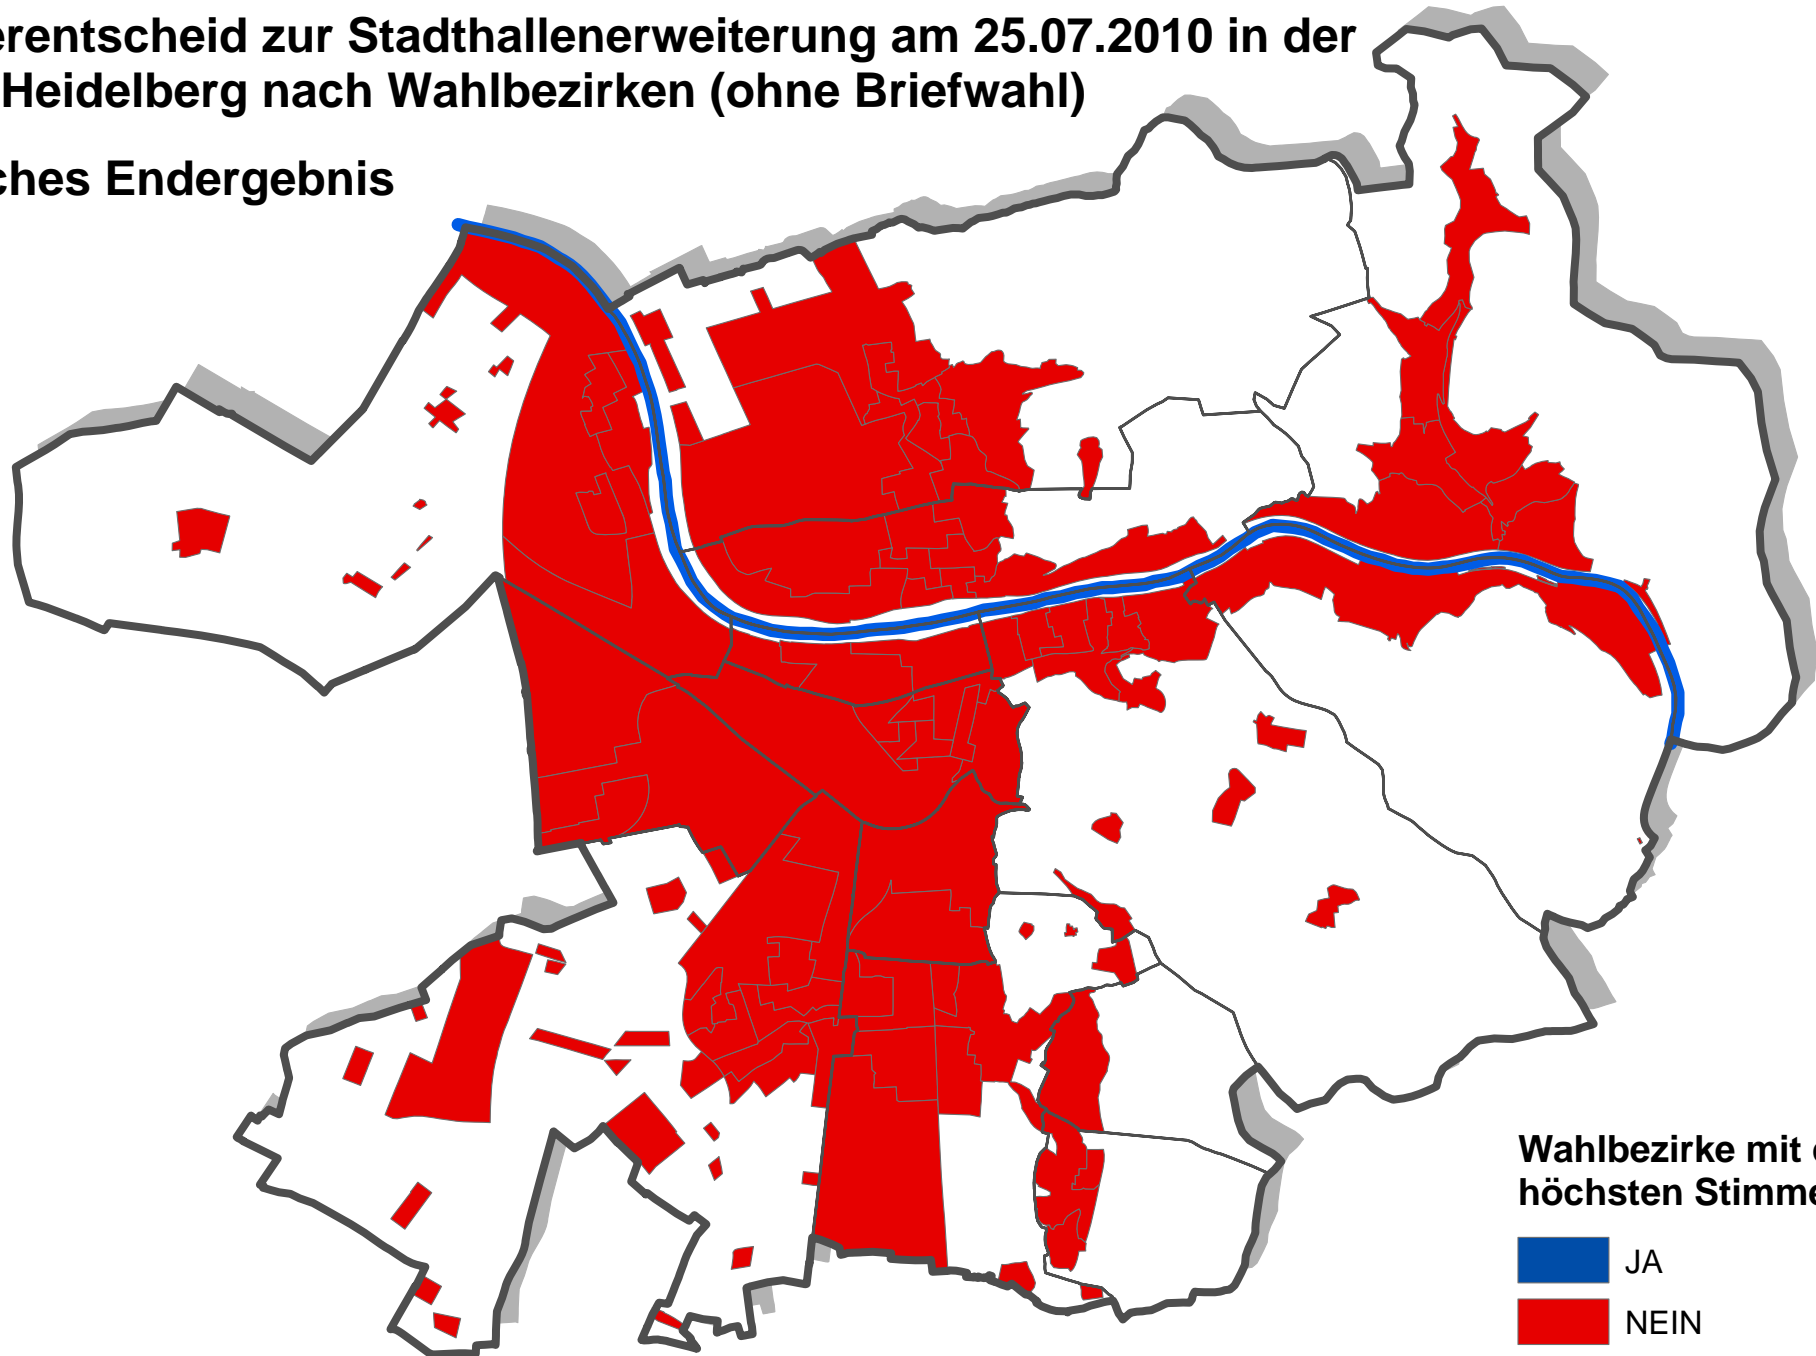 erentscheid zur Stadthallenerweiterung am 25.07.2010 in der
Heidelberg nach Wahlbezirken (ohne Briefwahl)
ches Endergebnis
Wahlbezirke mit
höchsten Stimme
JA
NEIN